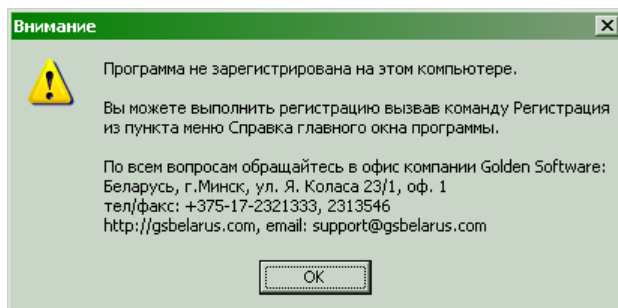 Внимание
Программа не зарегистрирована на этом компьютере.
Вы можете выполнить регистрацию вызвав команду Регистрация
из пункта меню Справка главного окна программы.
По всем вопросам обращайтесь в офис компании Golden Software:
Беларусь, г.Минск, ул. Я. Коласа 23/1, оф. 1
тел/факс: +375-17-2321333, 2313546
http://gsbelarus.com, email: support@gsbelarus.com
OK